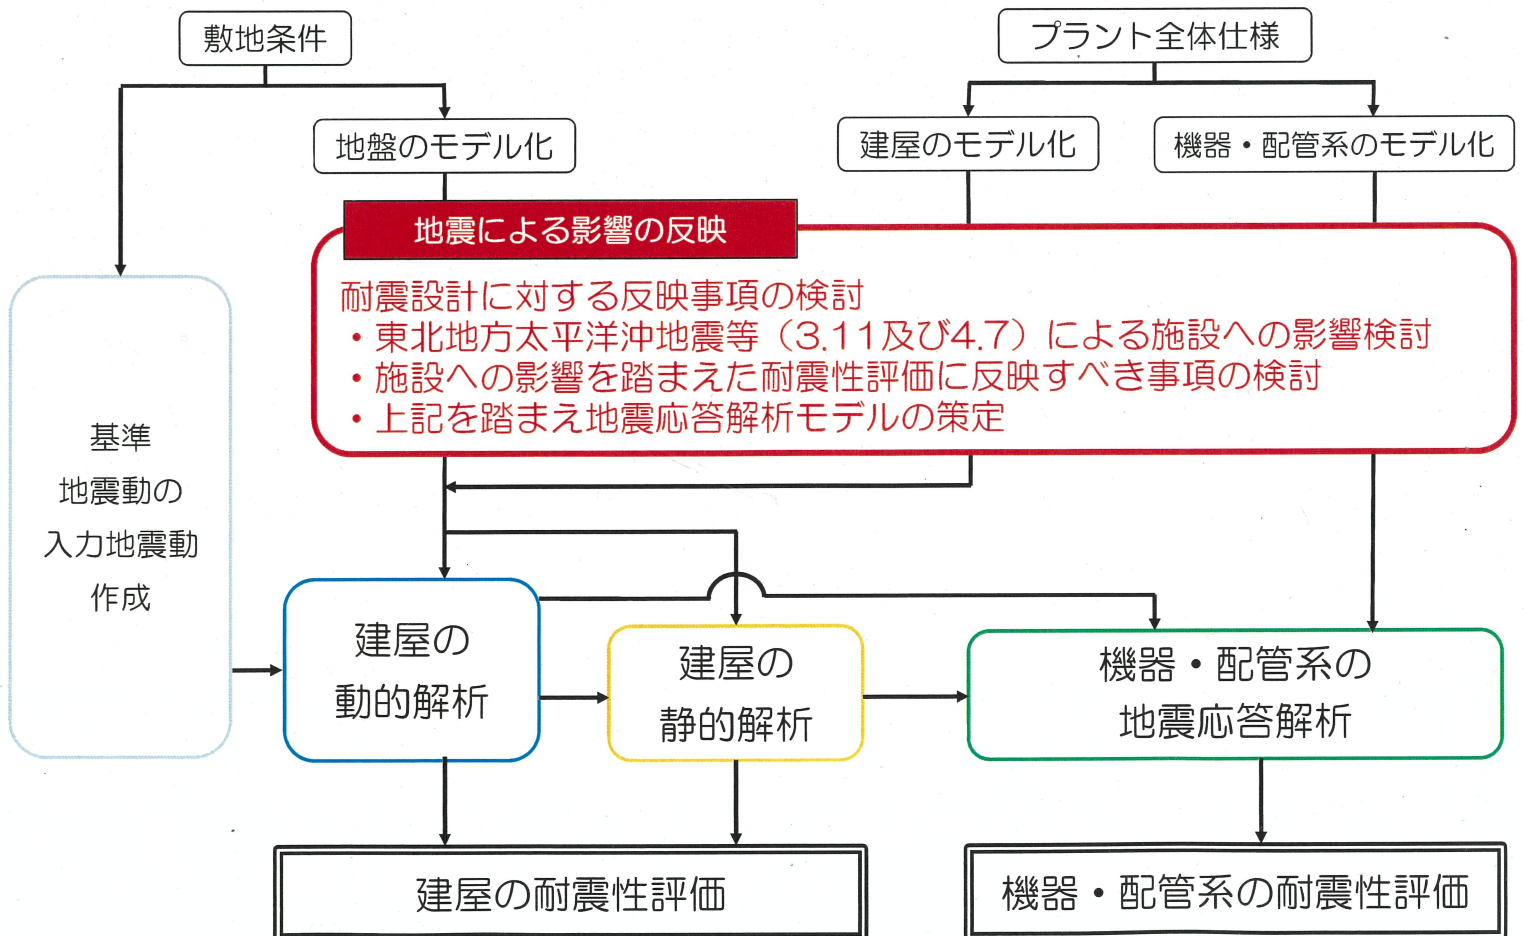 敷地条件
プラント全体仕様
地盤のモデル化
建屋のモデル化
機器・配管系のモデル化
地震による影響の反映
耐震設計に対する反映事項の検討
・東北地方太平洋沖地震等（3.11及び4.7）による施設への影響検討
・施設への影響を踏まえた耐震性評価に反映すべき事項の検討
・上記を踏まえ地震応答解析モデルの策定
基準
地震動の
入力地震動
作成
建屋の
動的解析
建屋の
静的解析
機器・配管系の
地震応答解析
建屋の耐震性評価
機器・配管系の耐震性評価